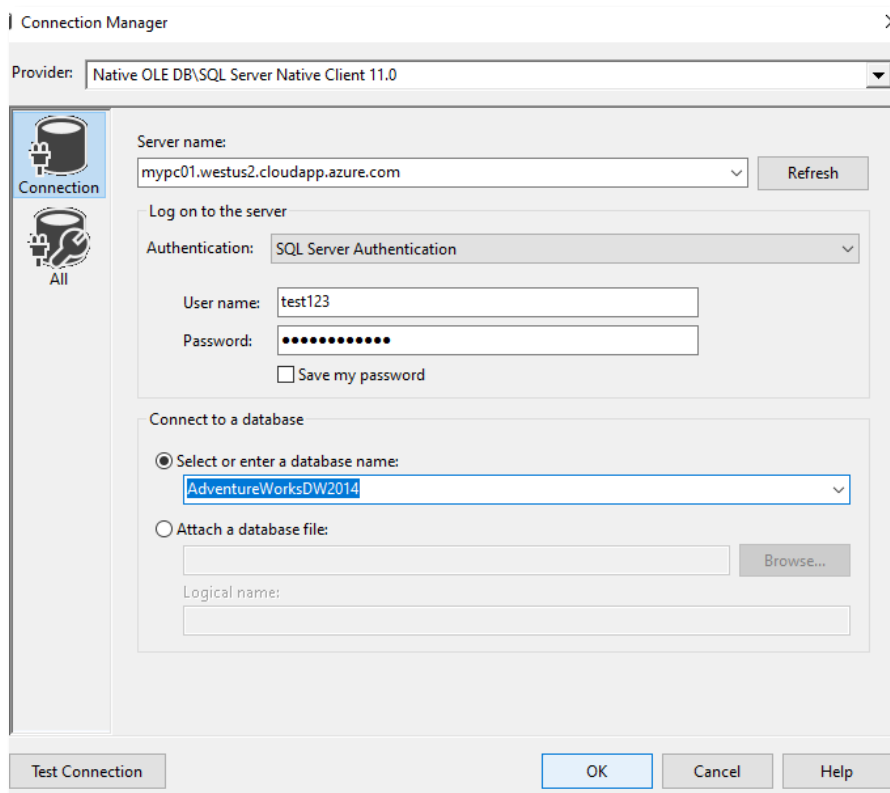 Connection Manager
Provider: Native OLE DB\SQL Server Native Client 11.0
Connection
All
Server name:
mypc01.westus2.cloudapp.azure.com Refresh
Log on to the server
Authentication: SQL Server Authentication
User name: test123
Password: ••••••••••••
Save my password
Connect to a database
Select or enter a database name:
AdventureWorksDW2014
Attach a database file:
Browse...
Logical name:
Test Connection OK Cancel Help